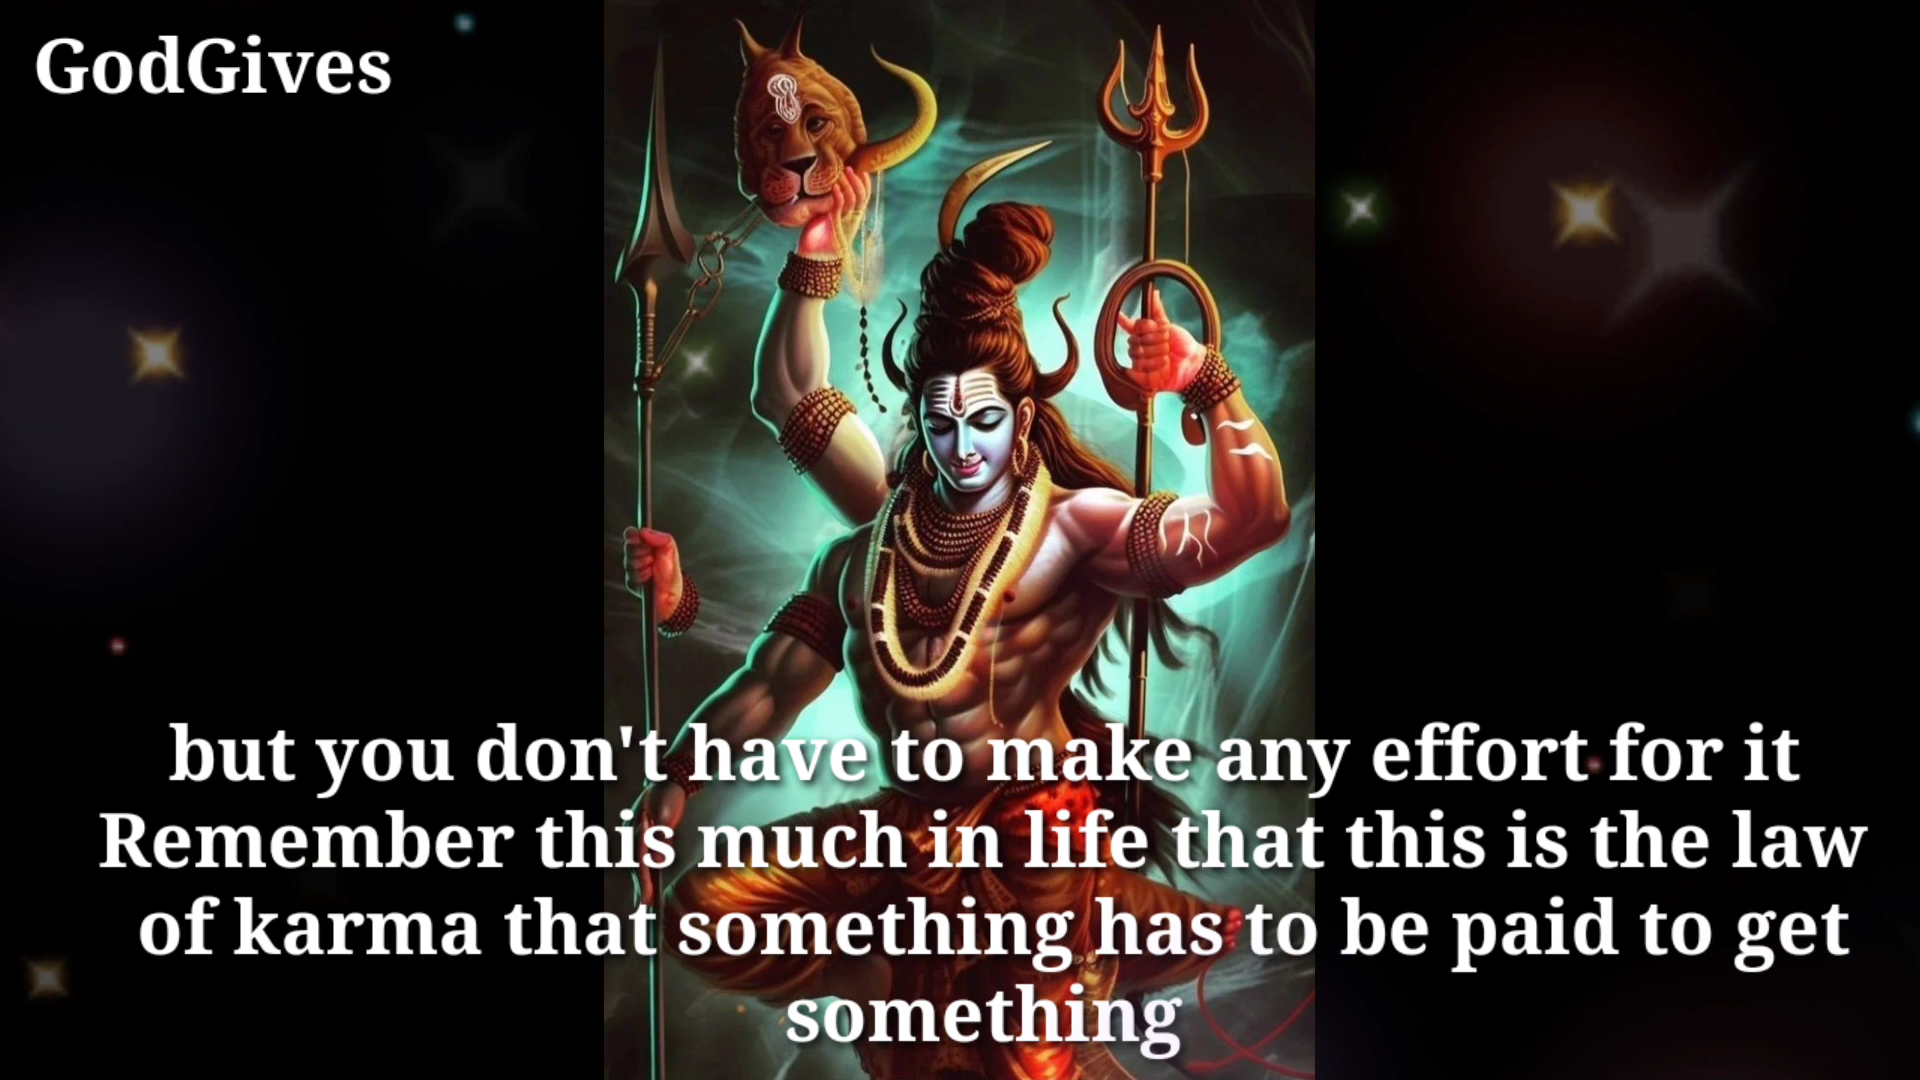 GodGives
but you don't have to make any effort for it
Remember this much in life that this is the law
of karma that something has to be paid to get
something